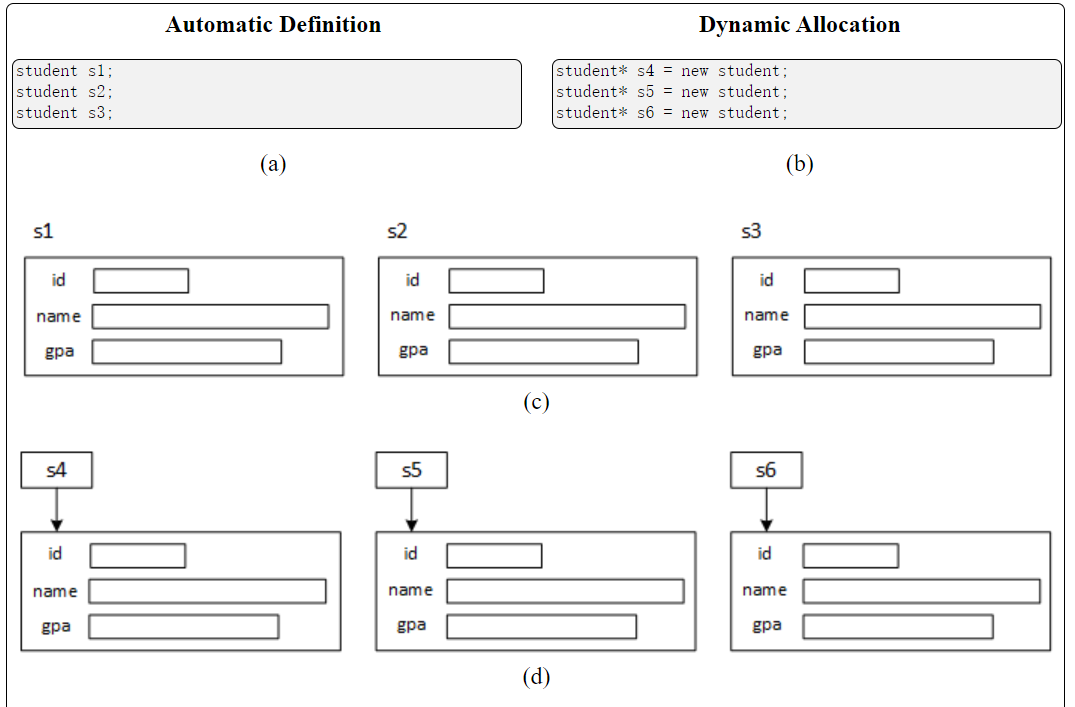 Automatic Definition
Dynamic Allocation
student s1;
student s2;
student s3;
student* s4 = new student;
student* s5 = new student;
student* s6 = new student;
(a)
(b)
s1
s2
s3
id
id
id
name
name
name
gpa
gpa
gpa
(c)
s4
s5
s6
id
id
id
name
name
name
gpa
gpa
gpa
(d)